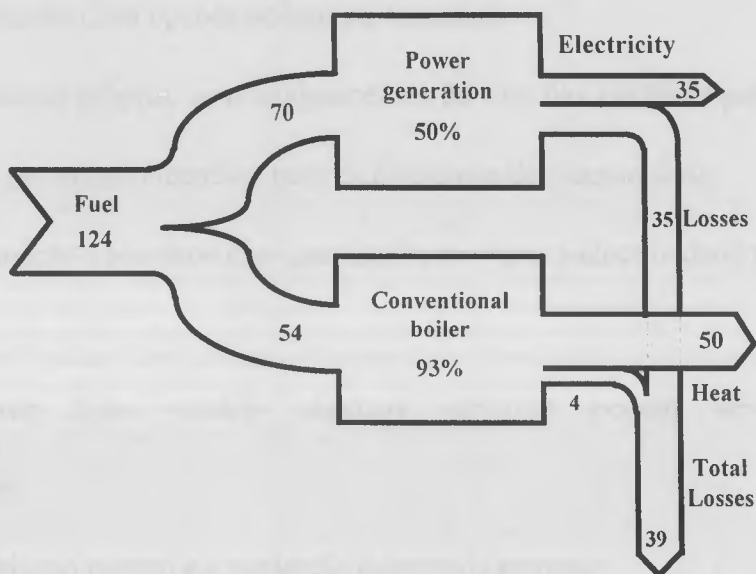 Electricity
Power
generation
50%
70
35
Fuel
124
35 Losses
Conventional
boiler
93%
54
50
4
Heat
Total
Losses
39